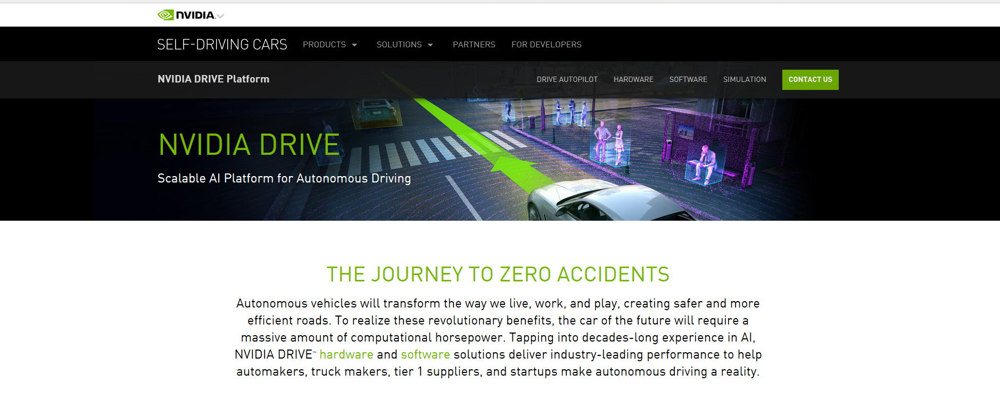 NVIDIA.
SELF-DRIVING CARS PRODUCTS SOLUTIONS PARTNERS FOR DEVELOPERS
NVIDIA DRIVE Platform DRIVE AUTOPILOT HARDWARE SOFTWARE SIMULATION CONTACT US
NVIDIA DRIVE
Scalable AI Platform for Autonomous Driving
THE JOURNEY TO ZERO ACCIDENTS
Autonomous vehicles will transform the way we live, work, and play, creating safer and more
efficient roads. To realize these revolutionary benefits, the car of the future will require a
massive amount of computational horsepower. Tapping into decades-long experience in AI,
NVIDIA DRIVE™ hardware and software solutions deliver industry-leading performance to help
automakers, truck makers, tier 1 suppliers, and startups make autonomous driving a reality.